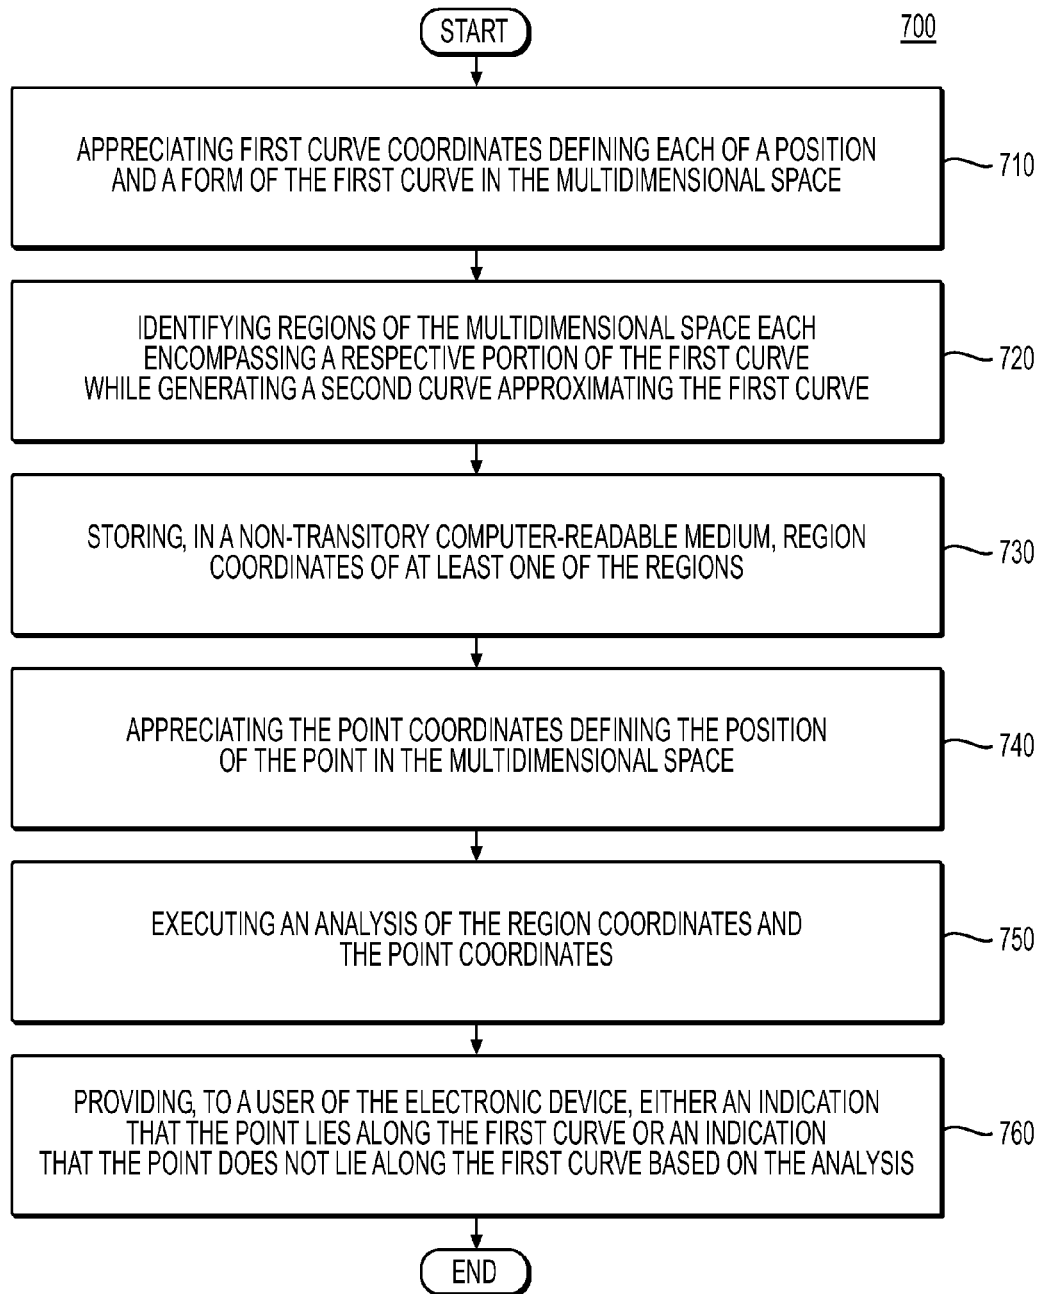 START
700
APPRECIATING FIRST CURVE COORDINATES DEFINING EACH OF A POSITION
AND A FORM OF THE FIRST CURVE IN THE MULTIDIMENSIONAL SPACE
710
IDENTIFYING REGIONS OF THE MULTIDIMENSIONAL SPACE EACH
ENCOMPASSING A RESPECTIVE PORTION OF THE FIRST CURVE
WHILE GENERATING A SECOND CURVE APPROXIMATING THE FIRST CURVE
720
STORING, IN A NON-TRANSITORY COMPUTER-READABLE MEDIUM, REGION
COORDINATES OF AT LEAST ONE OF THE REGIONS
730
APPRECIATING THE POINT COORDINATES DEFINING THE POSITION
OF THE POINT IN THE MULTIDIMENSIONAL SPACE
740
EXECUTING AN ANALYSIS OF THE REGION COORDINATES AND
THE POINT COORDINATES
750
PROVIDING, TO A USER OF THE ELECTRONIC DEVICE, EITHER AN INDICATION
THAT THE POINT LIES ALONG THE FIRST CURVE OR AN INDICATION
THAT THE POINT DOES NOT LIE ALONG THE FIRST CURVE BASED ON THE ANALYSIS
760
END